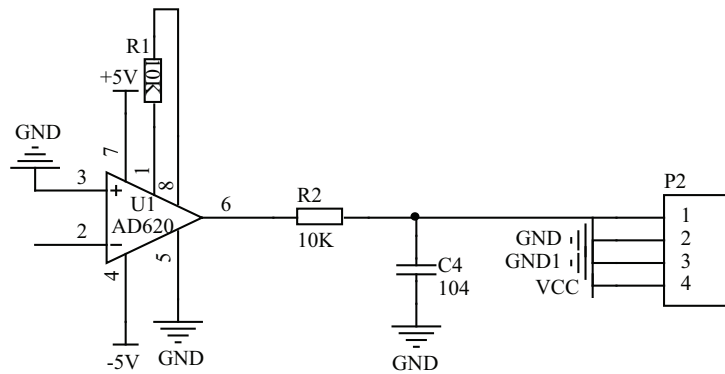 R1
10K
+5V
GND
7
1
8
3
2
U1
AD620
6
4
5
-5V
GND
R2
10K
C4
104
GND
P2
GND
GND1
VCC
1
2
3
4